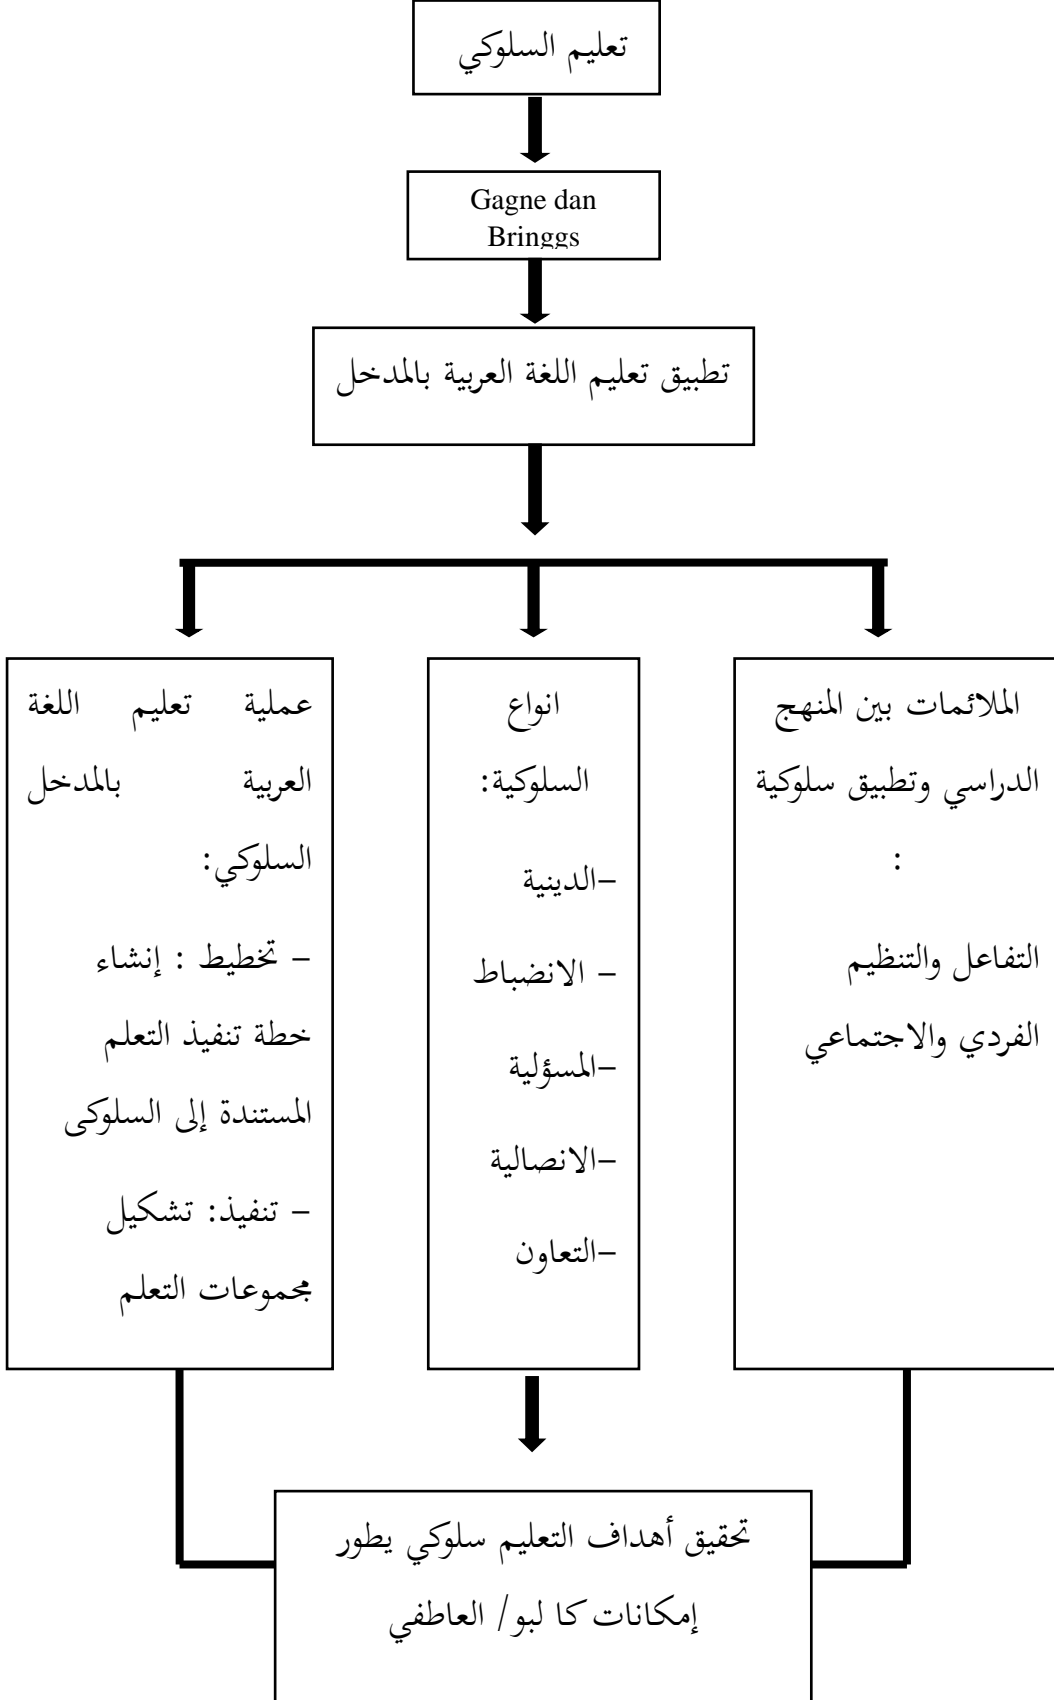 تعليم السلوكي
Gagne dan
Bringgs
تطبيق تعليم اللغة العربية بالمدخل
الملائمات بين المنهج
الدراسي وتطبيق سلوكية
:
التفاعل والتنظيم
الفردي والاجتماعي
انواع
السلوكية:
–الدينية
– الانضباط
–المسؤلية
–الانصالية
–التعاون
عملية تعليم اللغة
العربية بالمدخل
السلوكي:
– تخطيط : إنشاء
خطة تنفيذ التعلم
المستندة إلى السلوكى
– تنفيذ: تشكيل
مجموعات التعلم
تحقيق أهداف التعليم سلوكي يطور
إمكانات كا لبو/ العاطفي